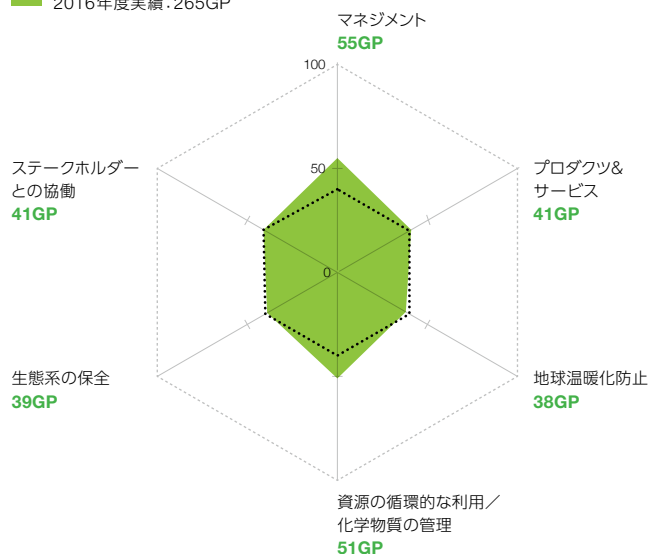 2016年度実績：265GP
マネジメント
55GP
100
ステークホルダー
との協働
41GP
50
プロダクツ&
サービス
41GP
0
生態系の保全
39GP
地球温暖化防止
38GP
資源の循環的な利用／
化学物質の管理
51GP